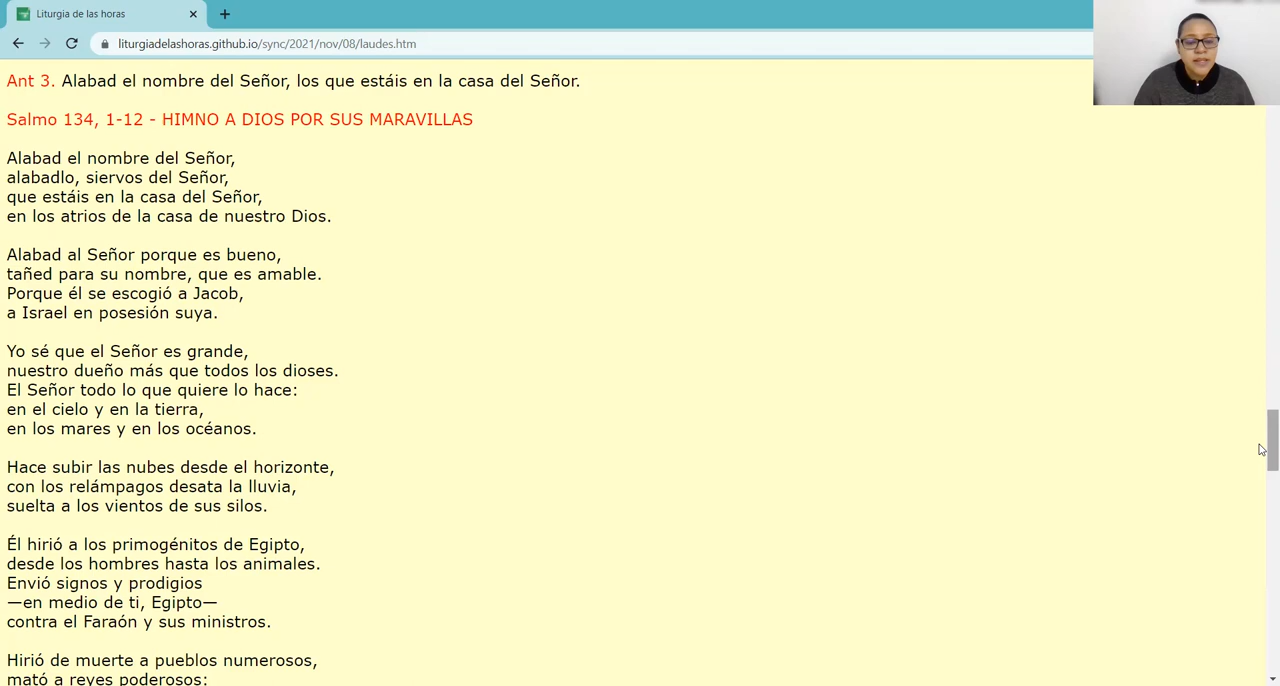 Liturgia de las horas
liturgiadelashoras.github.io/sync/2021/nov/08/laudes.htm
Ant 3. Alabad el nombre del Señor, los que estáis en la casa del Señor.
Salmo 134, 1-12 - HIMNO A DIOS POR SUS MARAVILLAS
Alabad el nombre del Señor,
alabadlo, siervos del Señor,
que estáis en la casa del Señor,
en los atrios de la casa de nuestro Dios.
Alabad al Señor porque es bueno,
tañed para su nombre, que es amable.
Porque él se escogió a Jacob,
a Israel en posesión suya.
Yo sé que el Señor es grande,
nuestro dueño más que todos los dioses.
El Señor todo lo que quiere lo hace:
en el cielo y en la tierra,
en los mares y en los océanos.
Hace subir las nubes desde el horizonte,
con los relámpagos desata la lluvia,
suelta a los vientos de sus silos.
Él hirió a los primogénitos de Egipto,
desde los hombres hasta los animales.
Envió signos y prodigios
—en medio de ti, Egipto—
contra el Faraón y sus ministros.
Hirió de muerte a pueblos numerosos,
mató a reyes poderosos: